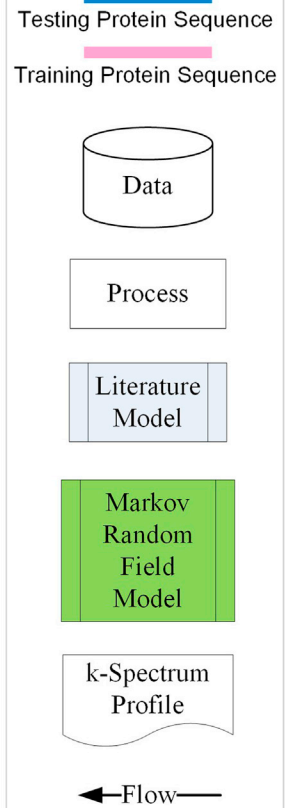 Testing Protein Sequence
Training Protein Sequence
Data
Process
Literature
Model
Markov
Random
Field
Model
k-Spectrum
Profile
Flow